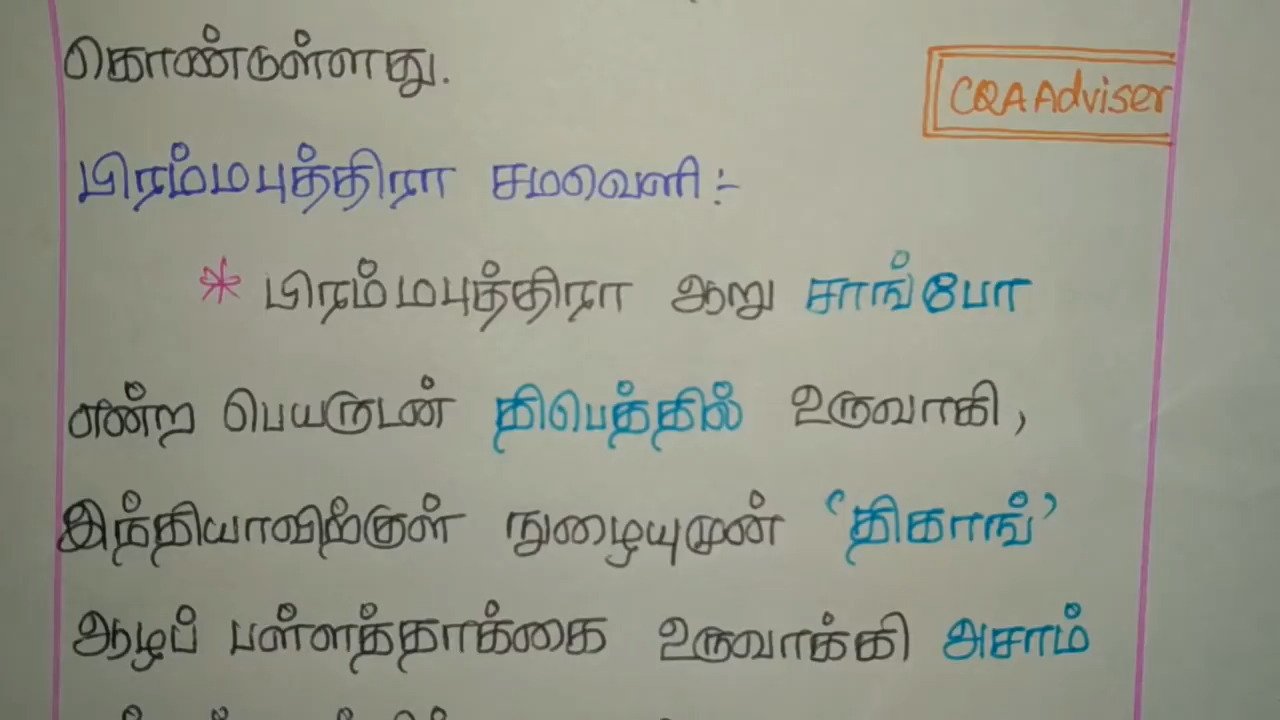 கொண்டுள்ளது.
CQA Adviser
பிரம்மபுத்திரா சமவெளி :-
* பிரம்மபுத்திரா ஆறு சாங்போ
என்ற பெயருடன் திபெத்தில் உருவாகி,
இந்தியாவிற்குள் நுழையுமுன் 'திகாங்'
ஆழப் பள்ளத்தாக்கை உருவாக்கி அசாம்